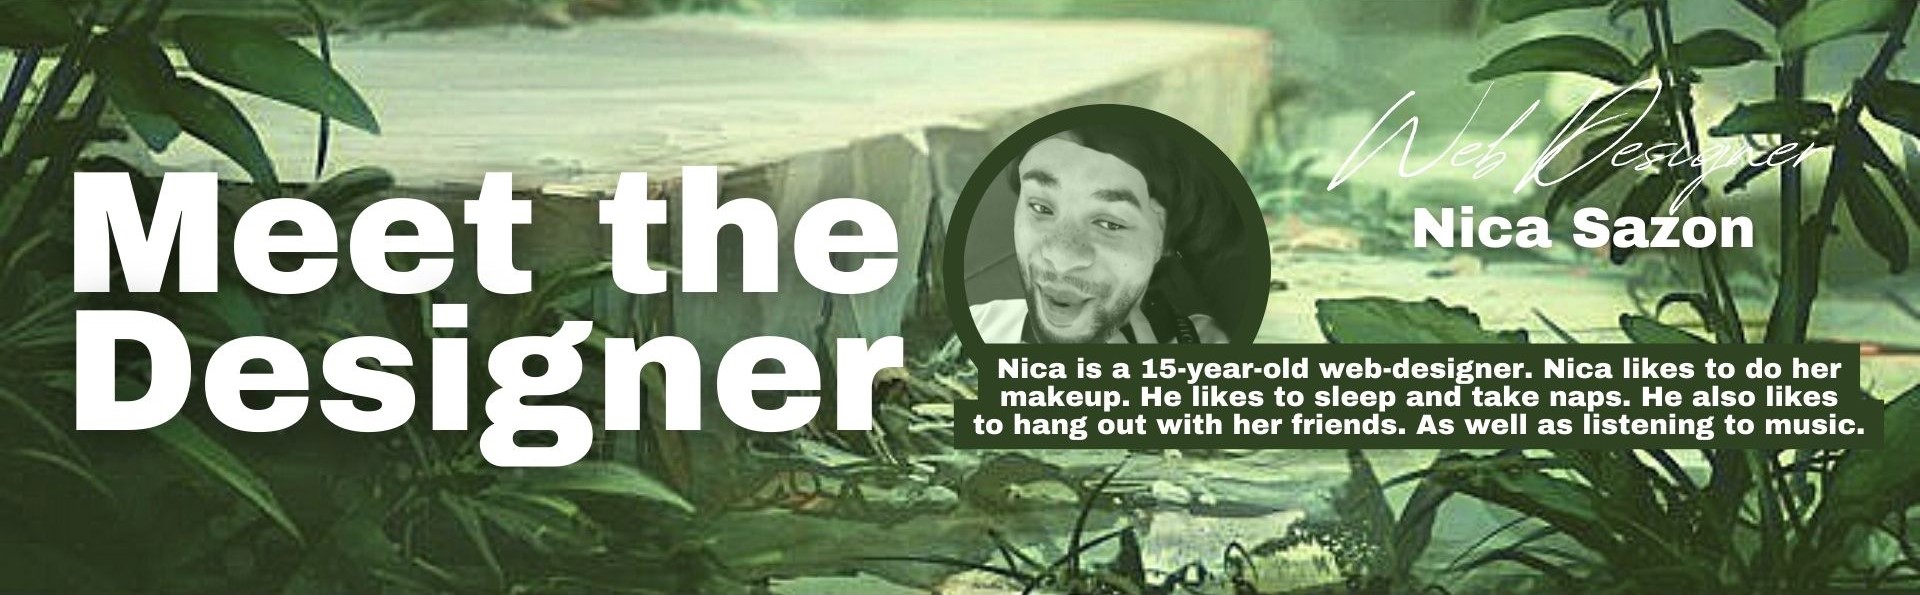 Meet the
Designer
Web Designer
Nica Sazon
Nica is a 15-year-old web-designer. Nica likes to do her
makeup. He likes to sleep and take naps. He also likes
to hang out with her friends. As well as listening to music.